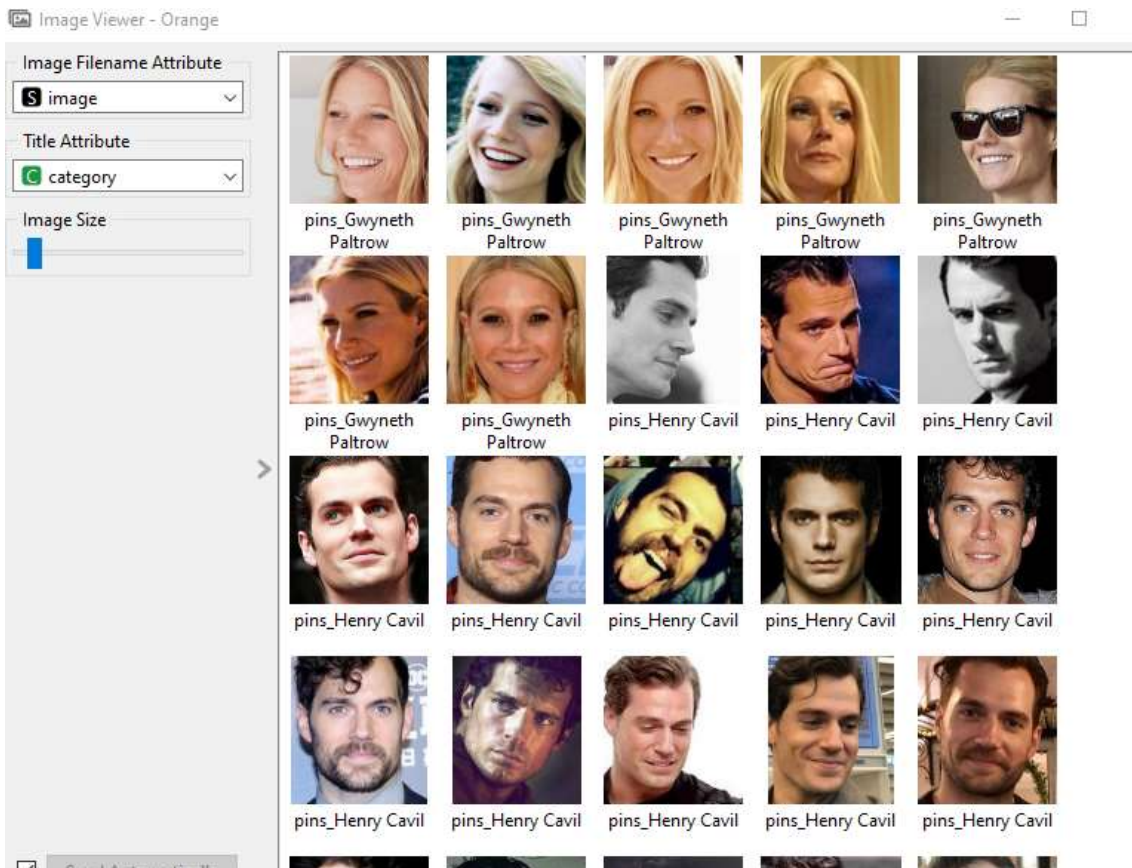 Image Viewer - Orange
Image Filename Attribute
S image
Title Attribute
C category
Image Size
pins_Gwyneth
Paltrow
pins_Gwyneth
Paltrow
pins_Gwyneth
Paltrow
pins_Gwyneth
Paltrow
pins_Gwyneth
Paltrow
pins_Gwyneth
Paltrow
pins_Gwyneth
Paltrow
pins_Henry Cavil
pins_Henry Cavil
pins_Henry Cavil
pins_Henry Cavil
pins_Henry Cavil
pins_Henry Cavil
pins_Henry Cavil
pins_Henry Cavil
pins_Henry Cavil
pins_Henry Cavil
pins_Henry Cavil
pins_Henry Cavil
pins_Henry Cavil